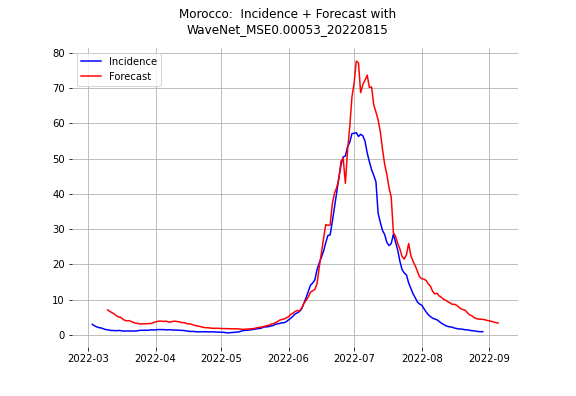 Morocco:  Incidence + Forecast with
WaveNet_MSE0.00053_20220815
Incidence
Forecast
80
70
60
50
40
30
20
10
0
2022-03 2022-04 2022-05 2022-06 2022-07 2022-08 2022-09